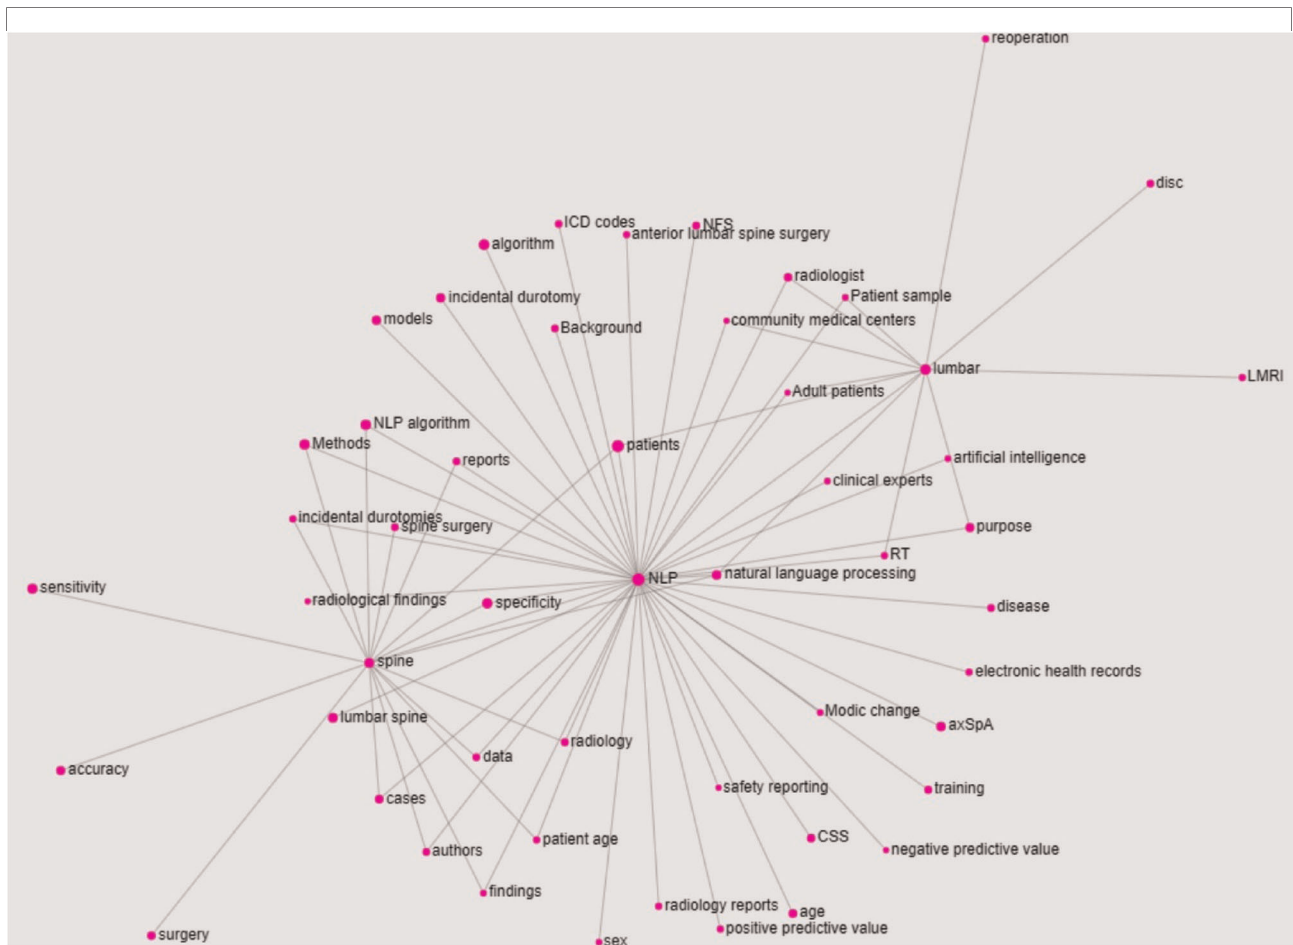 reoperation
disc
ICD codes
NFS
anterior lumbar spine surgery
algorithm
radiologist
Patient sample
incidental durotomy
models
Background
community medical centers
lumbar
LMRI
Adult patients
NLP algorithm
Methods
patients
reports
artificial intelligence
clinical experts
incidental durotomies
spine surgery
purpose
RT
natural language processing
NLP
sensitivity
radiological findings
specificity
disease
spine
electronic health records
lumbar spine
Modic change
axSpA
radiology
data
accuracy
safety reporting
training
cases
CSS
patient age
authors
negative predictive value
findings
radiology reports
age
positive predictive value
surgery
sex